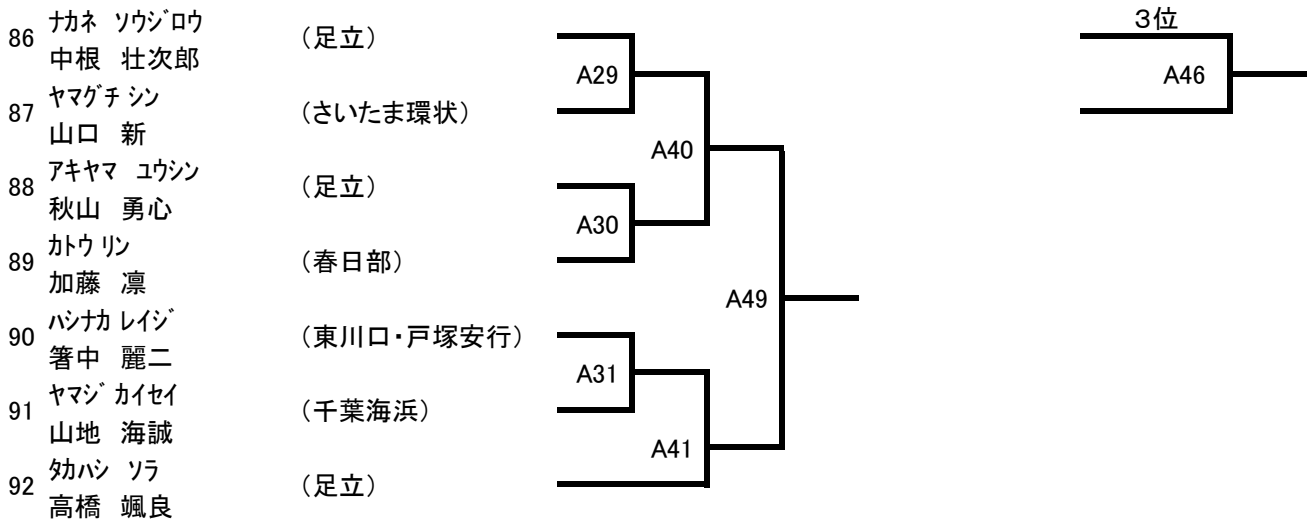 ﾅｶﾈ ｿｳｼﾞﾛｳ
86 (足立)
中根 壮次郎
ﾔﾏｸﾞﾁ ｼﾝ
87 (さいたま環状)
山口 新
ｱｷﾔﾏ ﾕｳｼﾝ
88 (足立)
秋山 勇心
ｶﾄｳ ﾘﾝ
89 (春日部)
加藤 凛
ﾊｼﾅｶ ﾚｲｼﾞ
90 (東川口・戸塚安行)
箸中 麗二
ﾔﾏｼﾞ ｶｲｾｲ
91 (千葉海浜)
山地 海誠
ﾀｶﾊｼ ｿﾗ
92 (足立)
高橋 颯良
A29
A40
A30
A49
A31
A41
3位
A46